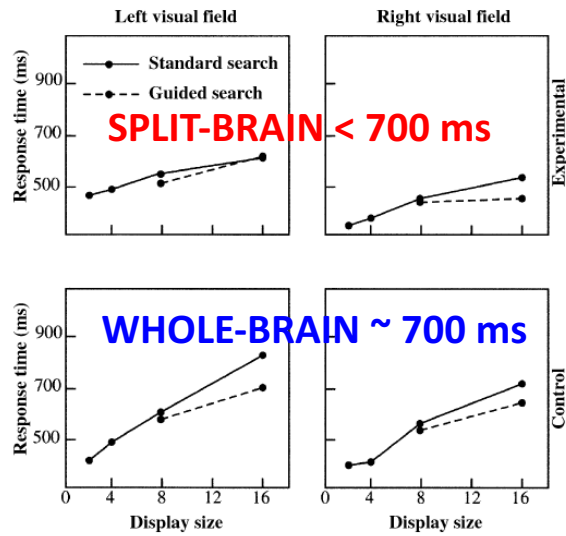 Left visual field
Right visual field
Response time (ms)
900
700
500
Standard search
Guided search
SPLIT-BRAIN < 700 ms
Experimental
WHOLE-BRAIN ~ 700 ms
Response time (ms)
900
700
500
Control
0 4 8 12 16
0 4 8 12 16
Display size
Display size